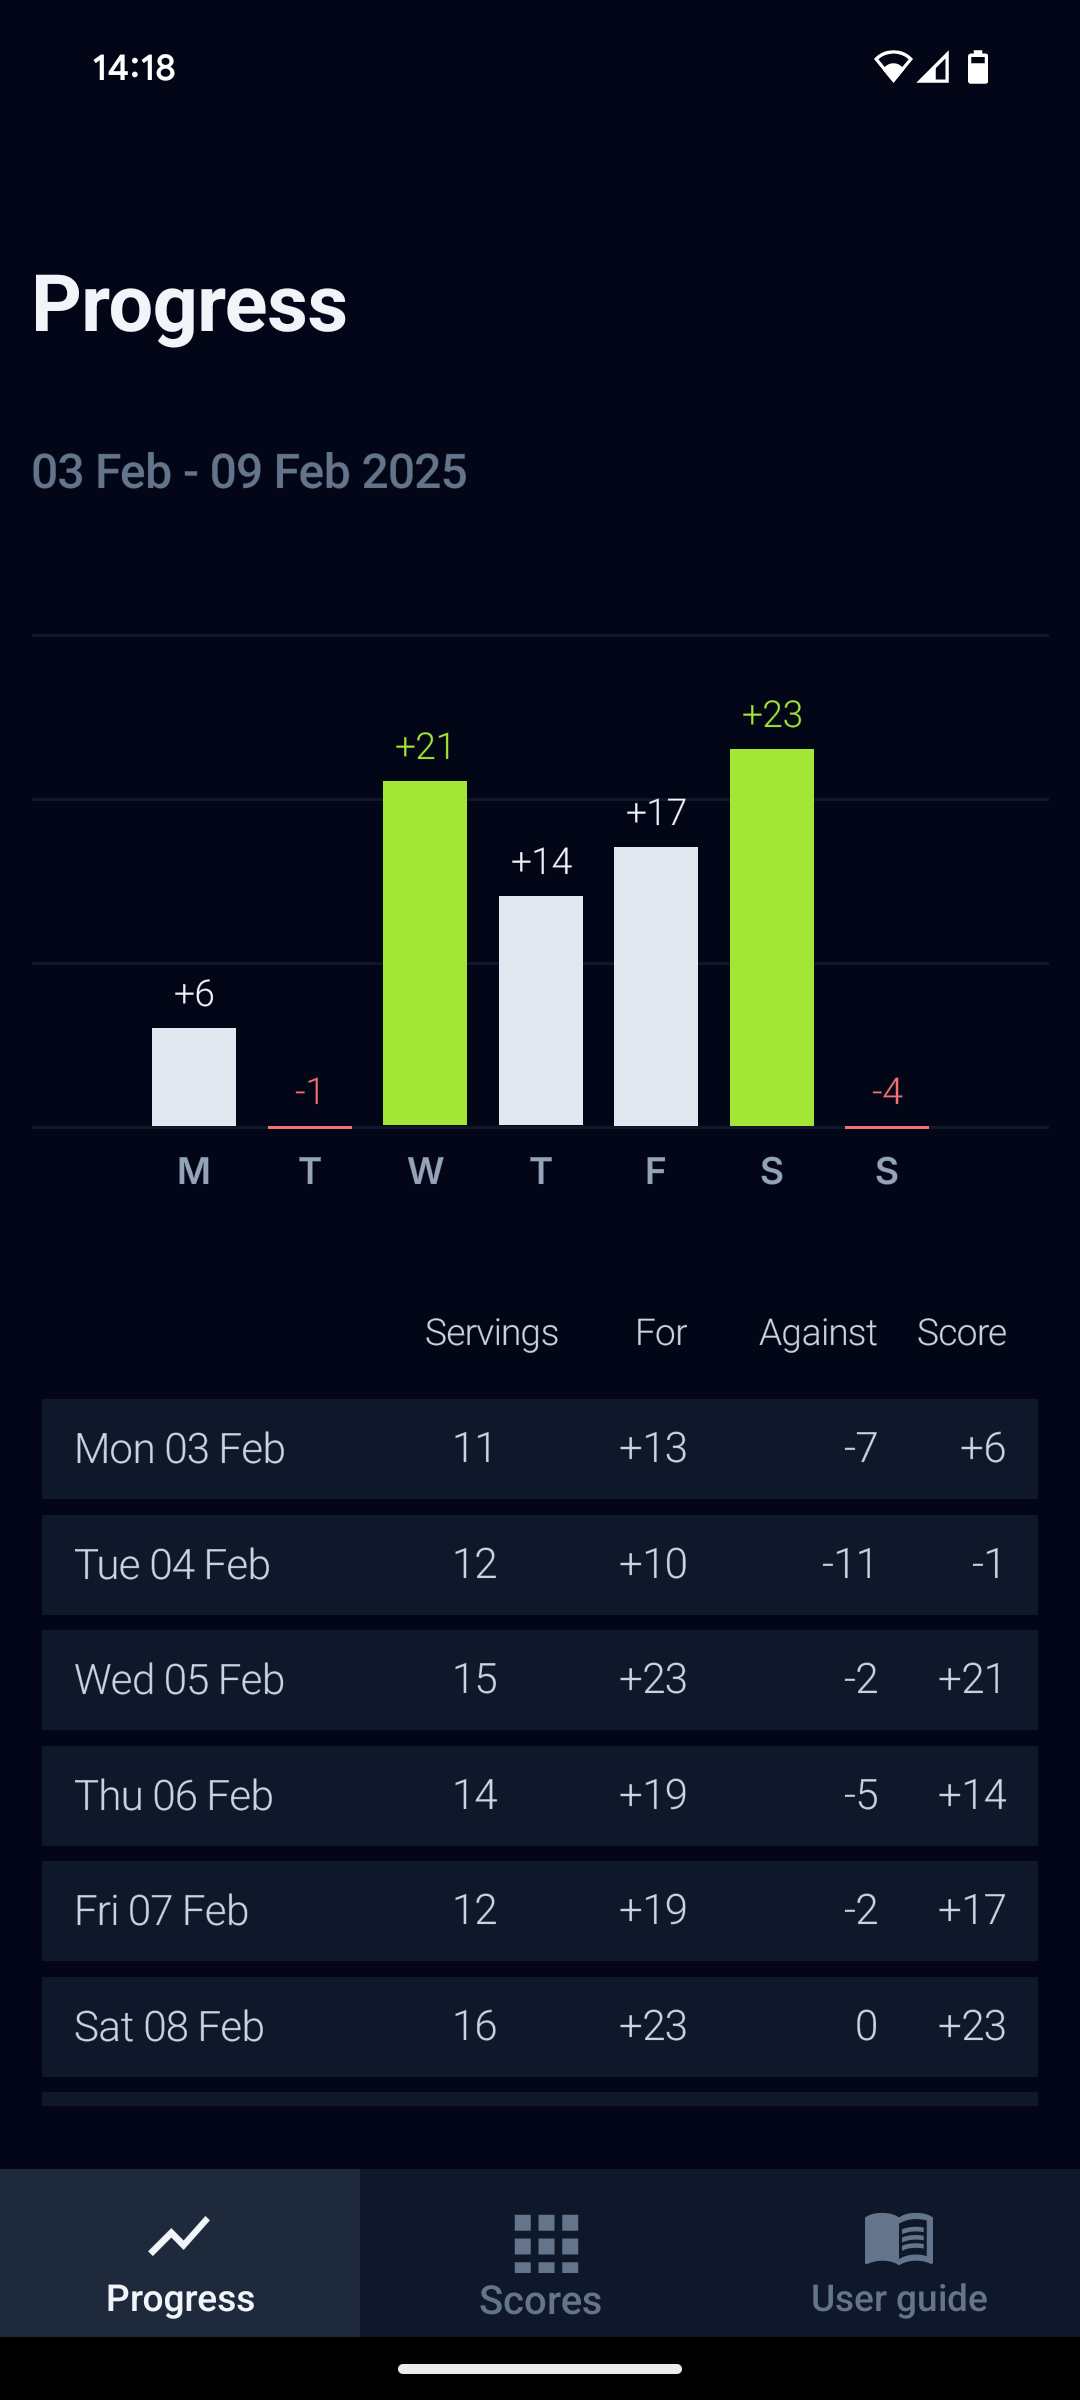 14:18
Progress
03 Feb - 09 Feb 2025
+6 -1 +21 +14 +17 +23 -4
M T W T F S S
Servings For Against Score
Mon 03 Feb 11 +13 -7 +6
Tue 04 Feb 12 +10 -11 -1
Wed 05 Feb 15 +23 -2 +21
Thu 06 Feb 14 +19 -5 +14
Fri 07 Feb 12 +19 -2 +17
Sat 08 Feb 16 +23 0 +23
Progress Scores User guide